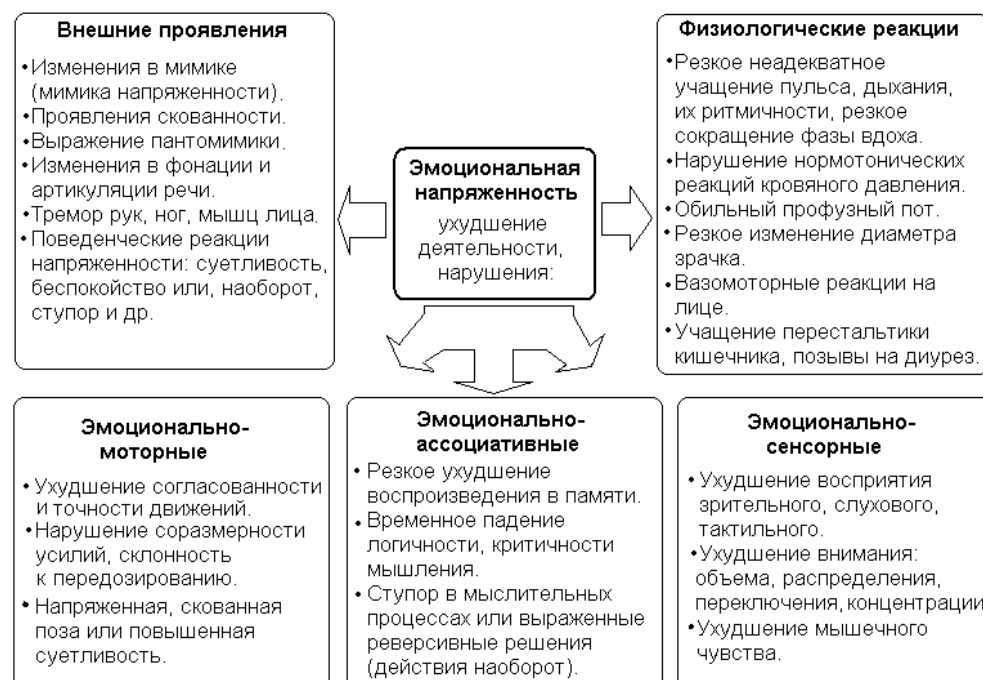 Внешние проявления
•Изменения в мимике
(мимика напряженности).
•Проявления скованности.
•Выражение пантомимики.
•Изменения в фонации и
артикуляции речи.
•Тремор рук, ног, мышц лица.
•Поведенческие реакции
напряженности: суетливость,
беспокойство или, наоборот,
ступор и др.
Эмоциональная
напряженность
ухудшение
деятельности,
нарушения:
Физиологические реакции
•Резкое неадекватное
учащение пульса, дыхания,
их ритмичности, резкое
сокращение фазы вдоха.
•Нарушение нормотонических
реакций кровяного давления.
•Обильный профузный пот.
•Резкое изменение диаметра
зрачка.
•Вазомоторные реакции на
лице.
•Учащение перестальтики
кишечника, позывы на диурез.
Эмоционально-
моторные
• Ухудшение согласованности
и точности движений.
•Нарушение соразмерности
усилий, склонность
к передозированию.
• Напряженная, скованная
поза или повышенная
суетливость.
Эмоционально-
ассоциативные
• Резкое ухудшение
воспроизведения в памяти.
• Временное падение
логичности, критичности
мышления.
• Ступор в мыслительных
процессах или выраженные
реверсивные решения
(действия наоборот).
Эмоционально-
сенсорные
• Ухудшение восприятия
зрительного, слухового,
тактильного.
•Ухудшение внимания:
объема, распределения,
переключения, концентрации
•Ухудшение мышечного
чувства.